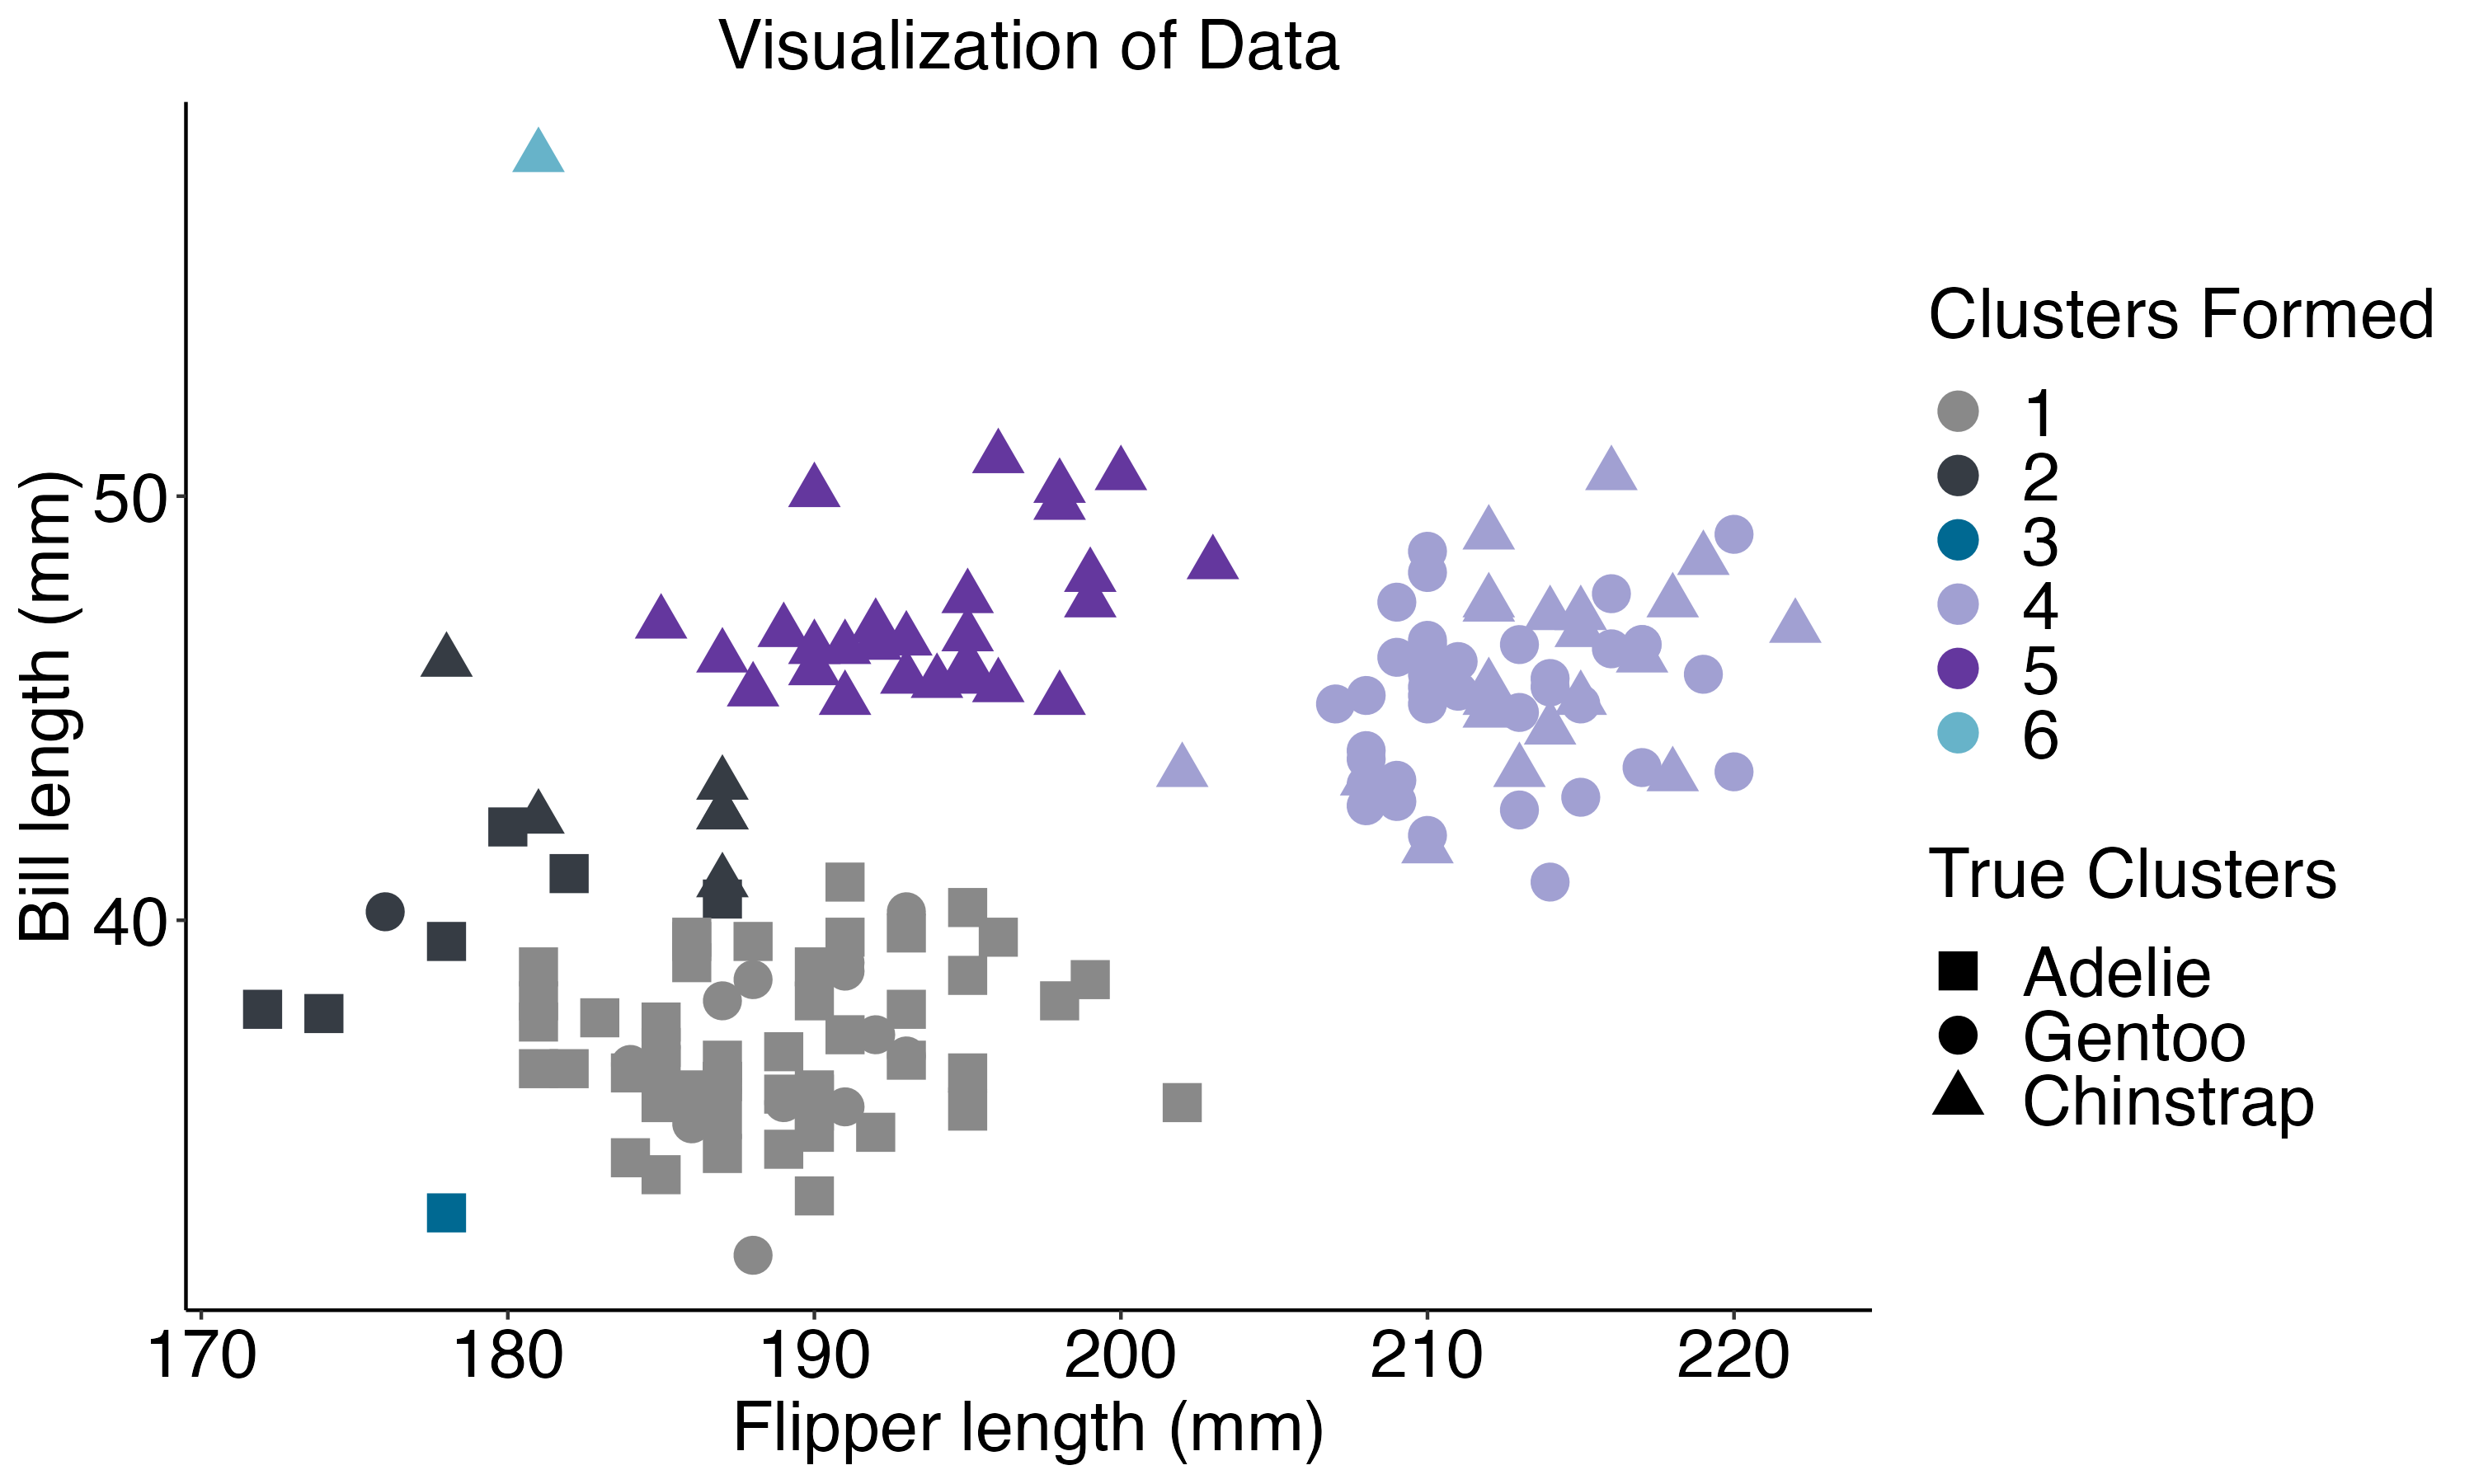 Visualization of Data
Bill length (mm)
50
40
170 180 190 200 210 220
Flipper length (mm)
Clusters Formed
1
2
3
4
5
6
True Clusters
Adelie
Gentoo
Chinstrap